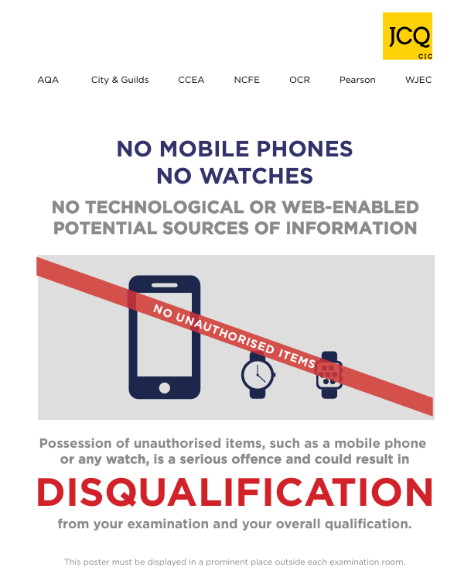 JCQ
CIC
AQA City & Guilds CCEA NCFE OCR Pearson WJEC
NO MOBILE PHONES
NO WATCHES
NO TECHNOLOGICAL OR WEB-ENABLED
POTENTIAL SOURCES OF INFORMATION
NO UNAUTHORISED ITEMS
Possession of unauthorised items, such as a mobile phone
or any watch, is a serious offence and could result in
DISQUALIFICATION
from your examination and your overall qualification.
This poster must be displayed in a prominent place outside each examination room.